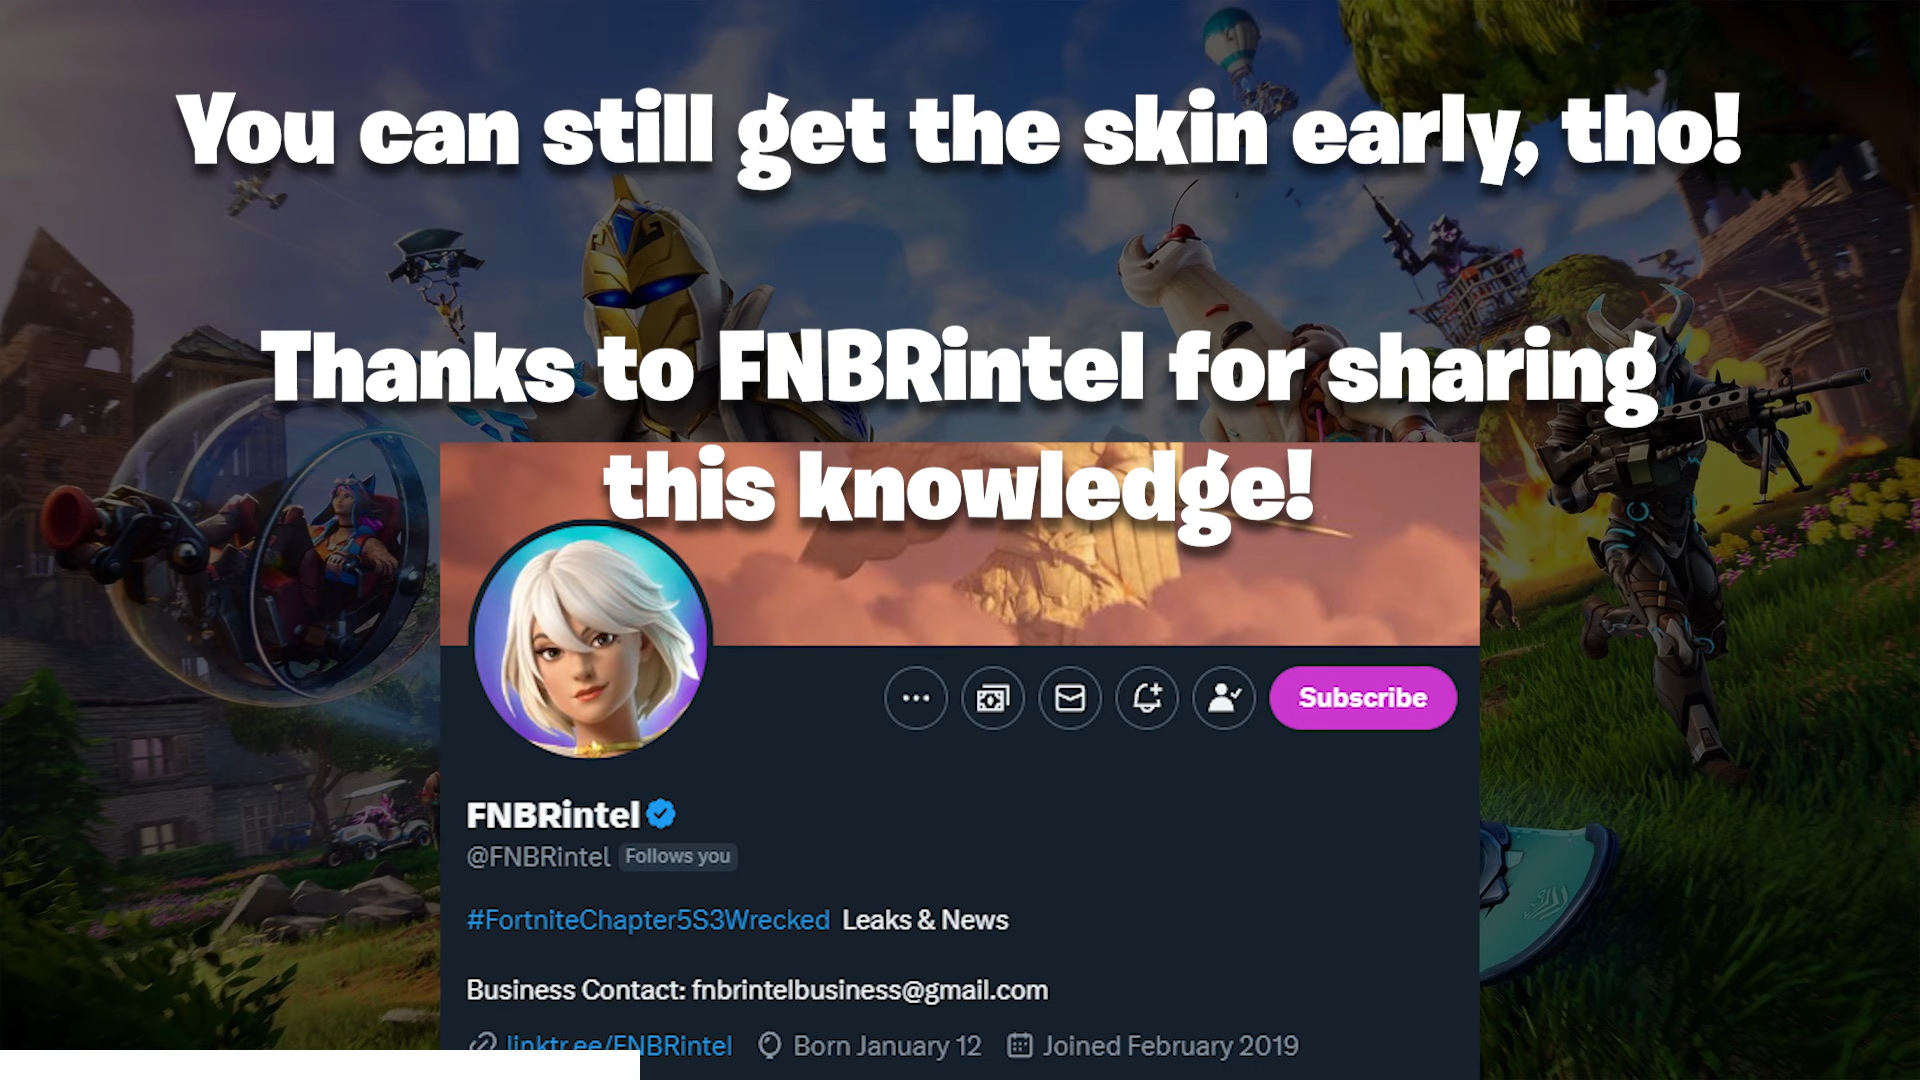 You can still get the skin early, tho!
Thanks to FNBRintel for sharing
this knowledge!
Subscribe
FNBRintel
@FNBRintel Follows you
#FortniteChapter5S3Wrecked Leaks & News
Business Contact: fnbrintelbusiness@gmail.com
linktr.ee/FNBRintel Born January 12 Joined February 2019